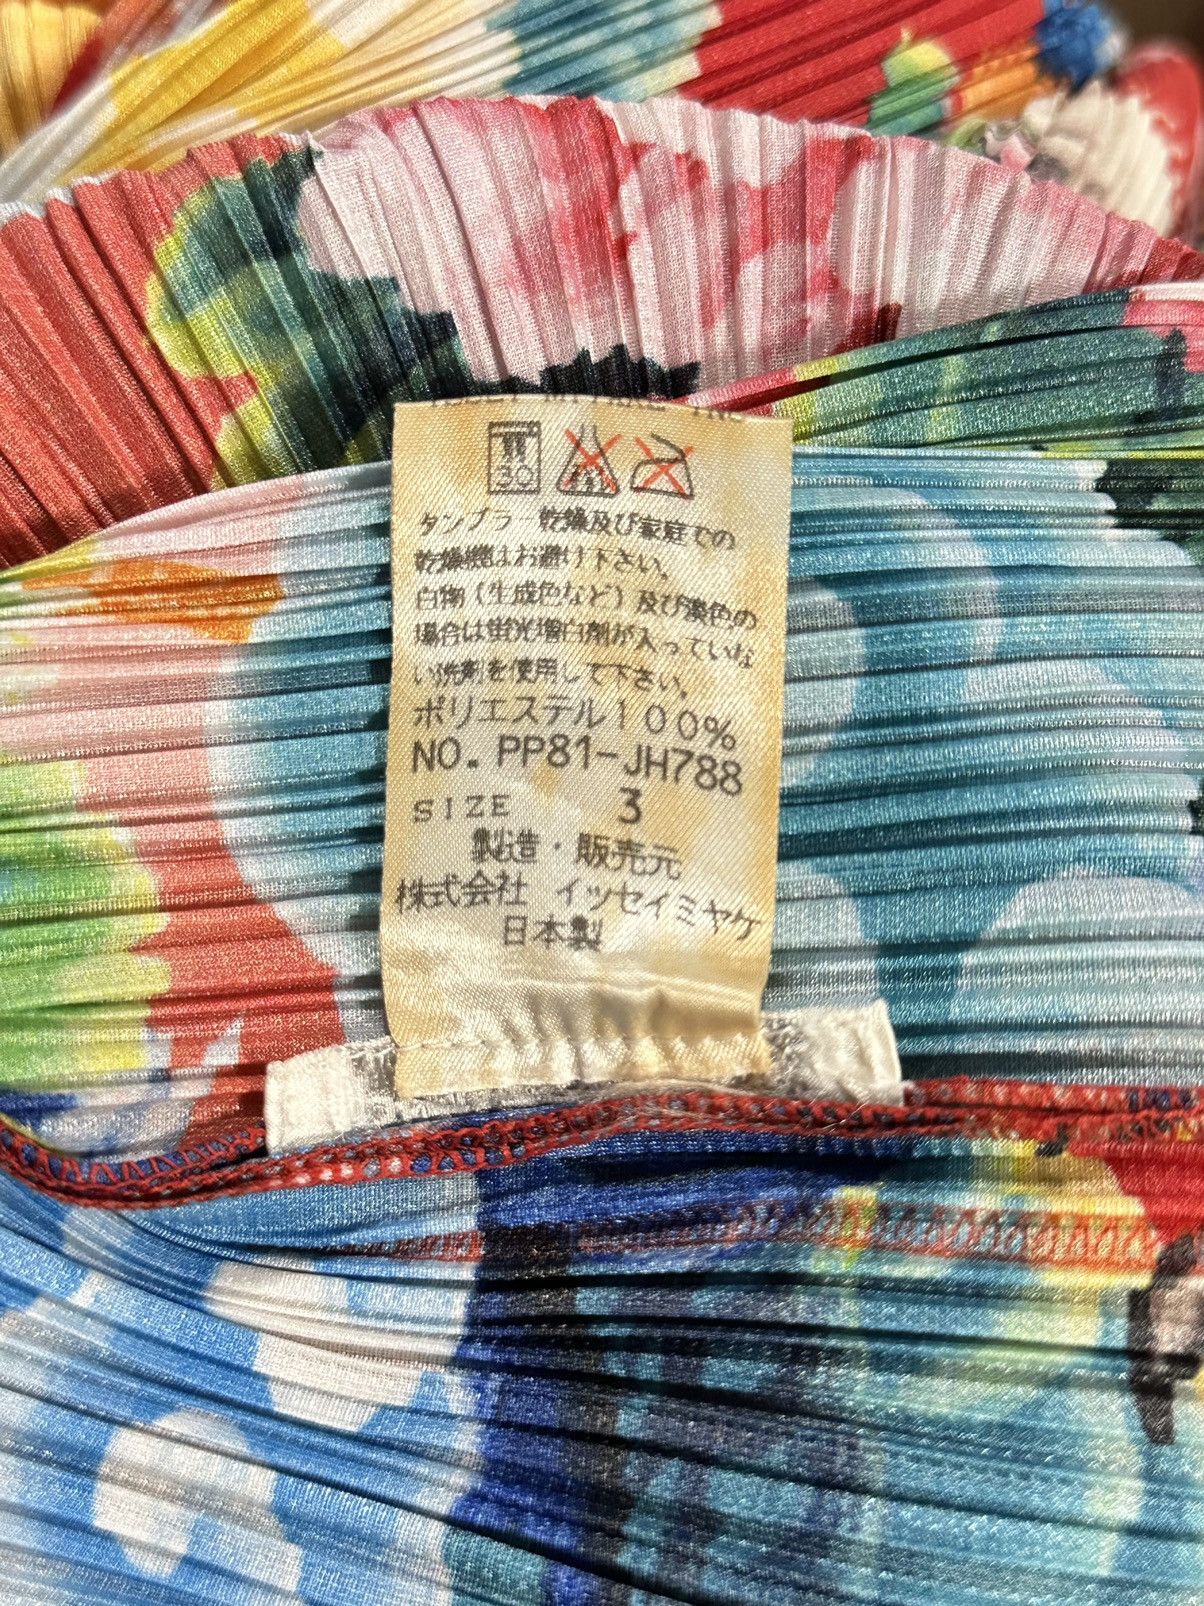 30
タンブラー乾燥及び家庭での
乾燥機はお避け下さい。
白物（生成色など）及び淡色の
場合は蛍光増白剤が入っていな
い洗剤を使用して下さい。
ポリエステル100%
NO. PP81-JH788
SIZE 3
製造・販売元
株式会社 イッセイミヤケ
日本製